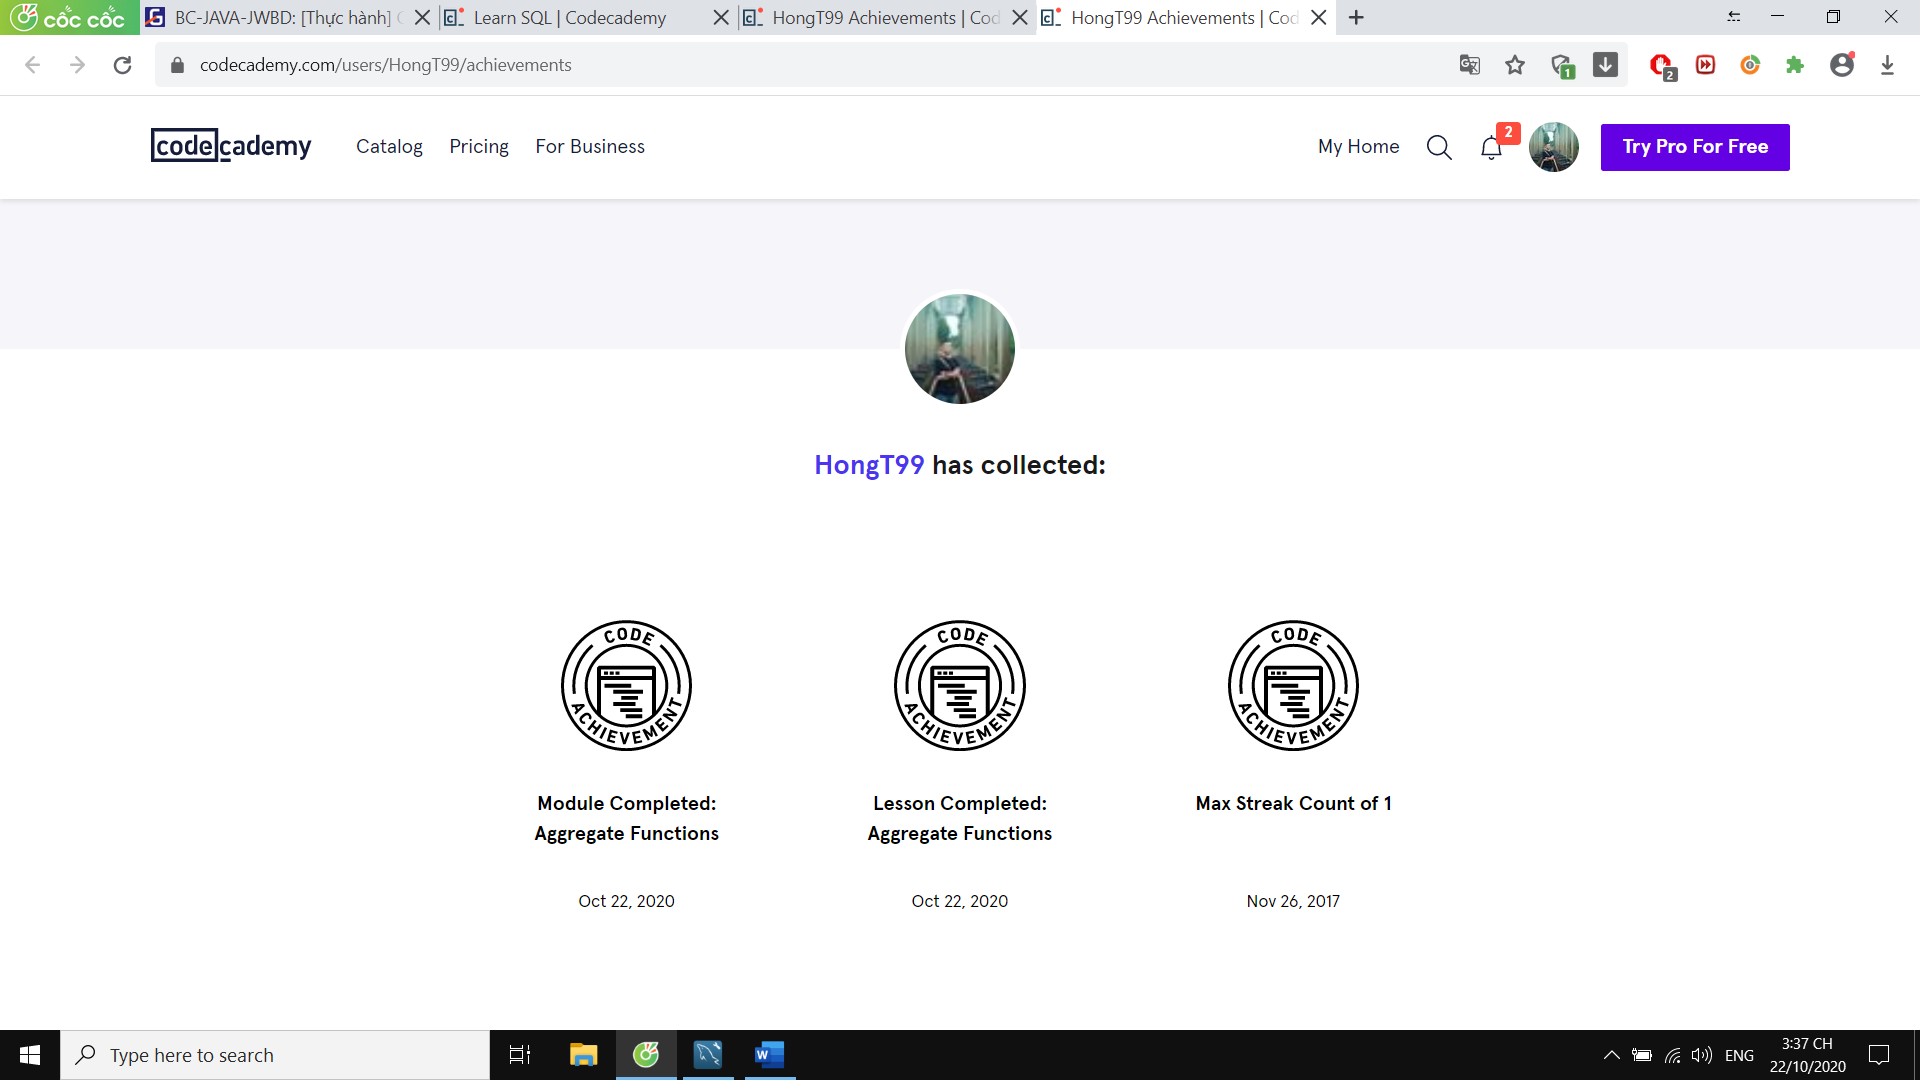 cốc cốc
BC-JAVA-JWBD: [Thực hành]
Learn SQL | Codecademy
HongT99 Achievements | Cod
HongT99 Achievements | Cod
codecademy.com/users/HongT99/achievements
1
2
codecademy
Catalog
Pricing
For Business
My Home
2
Try Pro For Free
HongT99 has collected:
CODE ACHIEVEMENT
CODE ACHIEVEMENT
CODE ACHIEVEMENT
Module Completed:
Aggregate Functions
Lesson Completed:
Aggregate Functions
Max Streak Count of 1
Oct 22, 2020
Oct 22, 2020
Nov 26, 2017
Type here to search
W
ENG
3:37 CH
22/10/2020